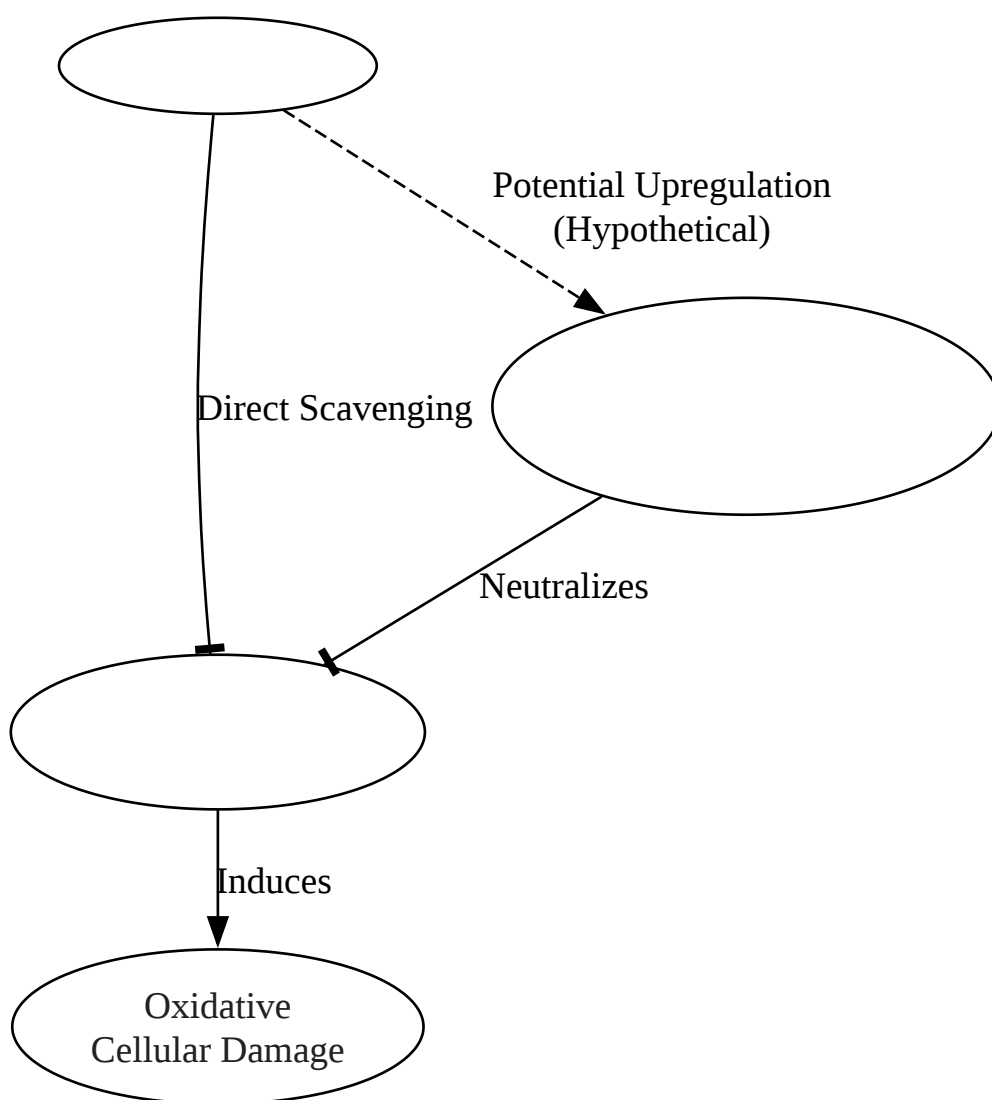 Potential Upregulation
(Hypothetical)
Direct Scavenging
Neutralizes
Induces
Oxidative
Cellular Damage